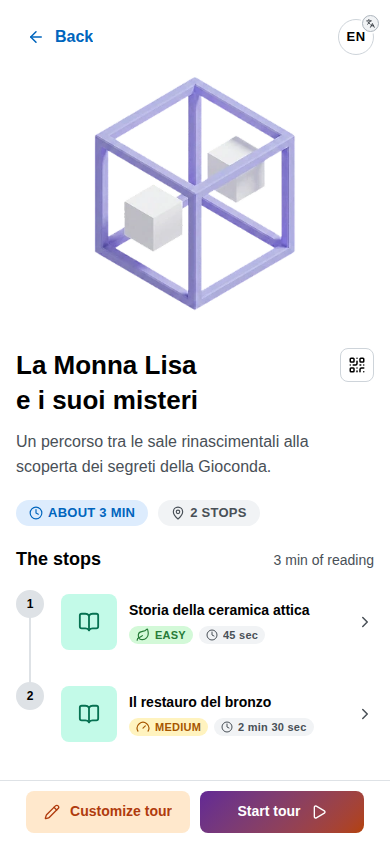 Back
EN
La Monna Lisa
e i suoi misteri
Un percorso tra le sale rinascimentali alla
scoperta dei segreti della Gioconda.
ABOUT 3 MIN
2 STOPS
The stops
3 min of reading
1
Storia della ceramica attica
EASY
45 sec
2
Il restauro del bronzo
MEDIUM
2 min 30 sec
Customize tour
Start tour